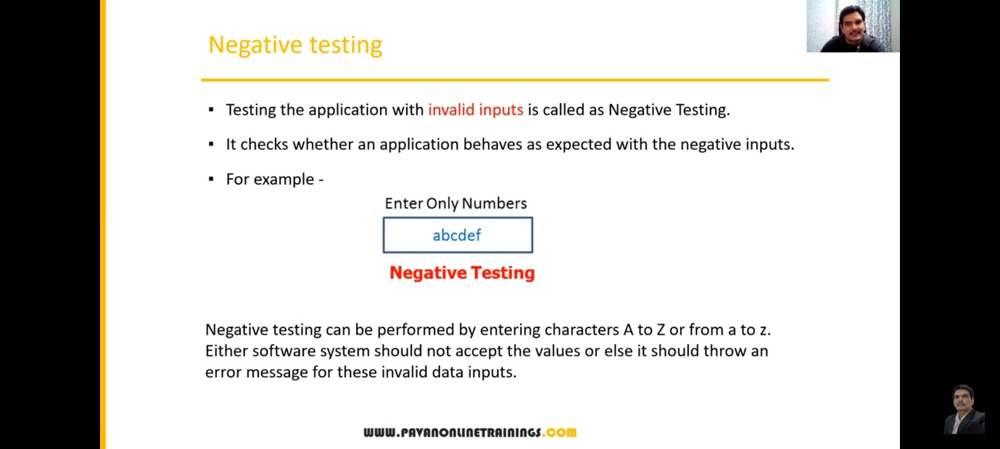 Negative testing
▪ Testing the application with invalid inputs is called as Negative Testing.
▪ It checks whether an application behaves as expected with the negative inputs.
▪ For example -
Enter Only Numbers
abcdef
Negative Testing
Negative testing can be performed by entering characters A to Z or from a to z.
Either software system should not accept the values or else it should throw an
error message for these invalid data inputs.
WWW.PAVANONLINETRAININGS.COM